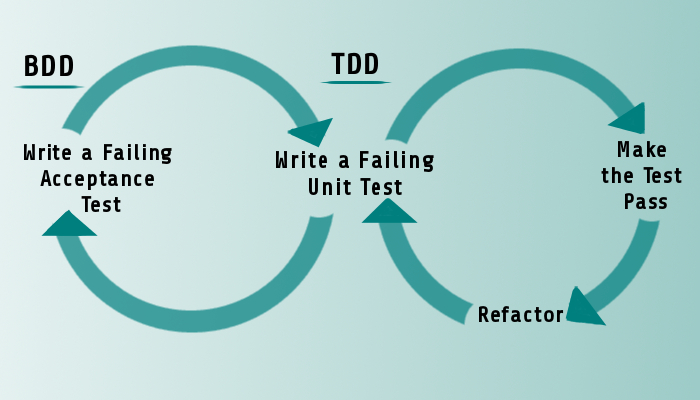 BDD
TDD
Write a Failing
Acceptance
Test
Write a Failing
Unit Test
Make
the Test
Pass
Refactor